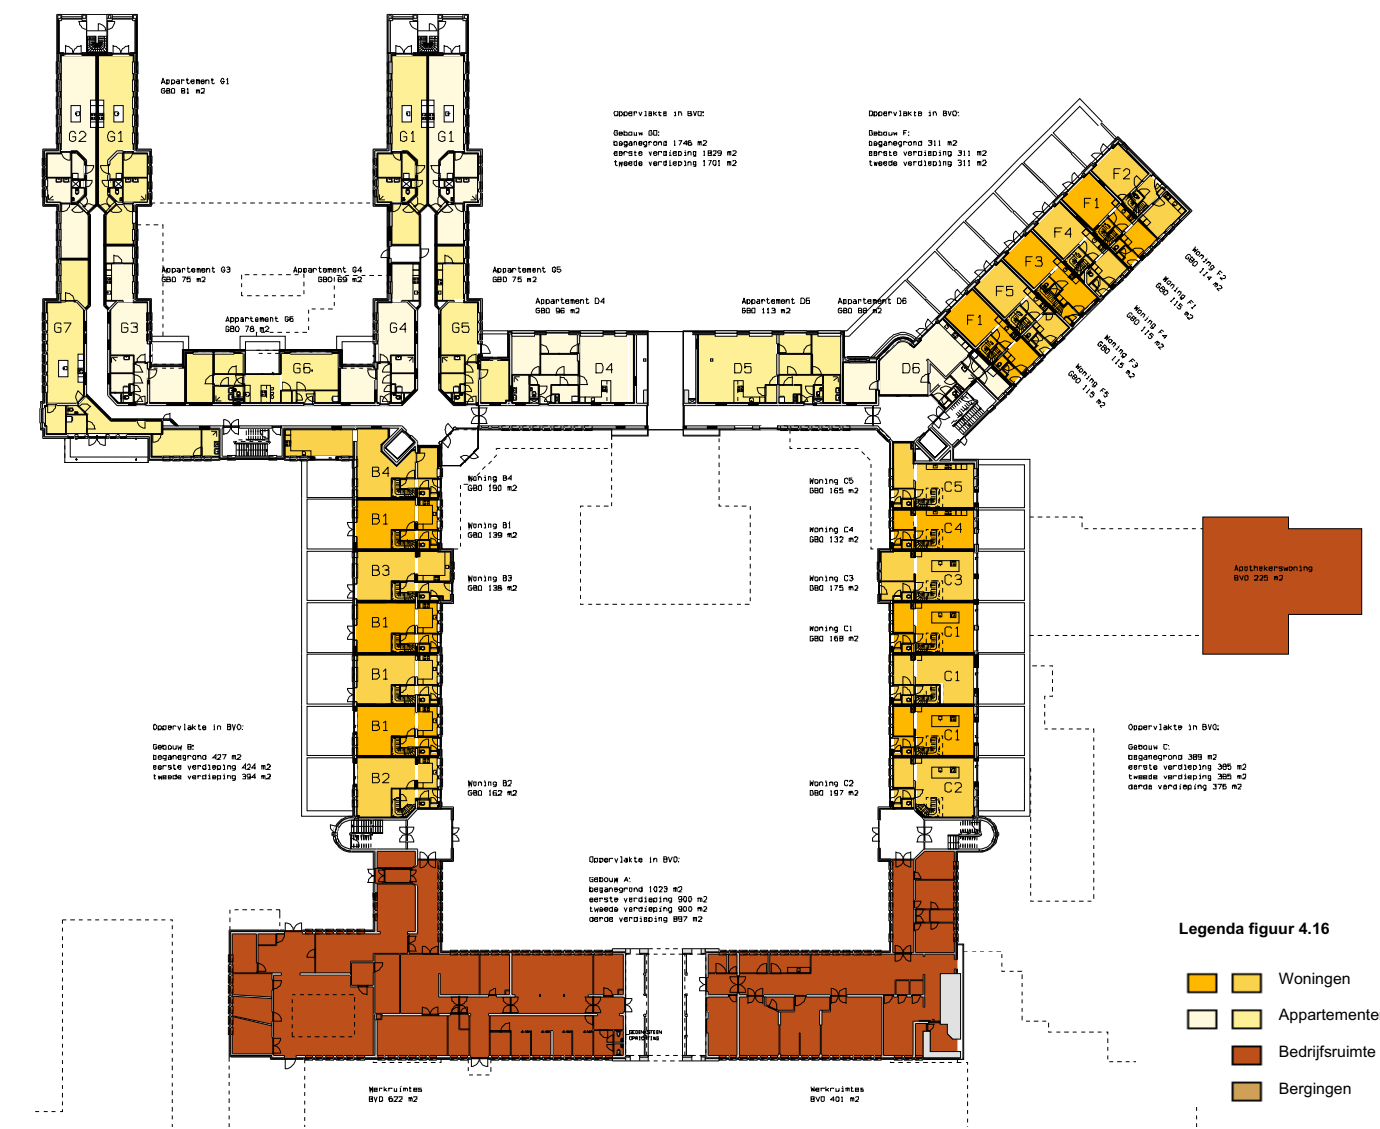 Appartement G1
GBO 81 m2
Oppervlakte in BVO:
Gebouw GD:
beganegrond 1746 m2
eerste verdieping 1829 m2
tweede verdieping 1701 m2
Oppervlakte in BVO:
Gebouw F:
beganegrond 311 m2
eerste verdieping 311 m2
tweede verdieping 311 m2
G2
G1
G1
G1
F2
F1
F4
F3
F5
F1
Woning F2
GBO 114 m2
Woning F1
GBO 115 m2
Woning F4
GBO 115 m2
Woning F3
GBO 115 m2
Woning F5
GBO 115 m2
Appartement G3
GBO 75 m2
Appartement G4
GBO 69 m2
Appartement G5
GBO 75 m2
Appartement G6
GBO 78 m2
Appartement D4
GBO 96 m2
Appartement D5
GBO 113 m2
Appartement D6
GBO 88 m2
G7
G3
G4
G5
G6
D4
D5
D6
B4
Woning B4
GBO 190 m2
Woning C5
GBO 165 m2
C5
B1
Woning B1
GBO 139 m2
Woning C4
GBO 132 m2
C4
B3
Woning B3
GBO 138 m2
Woning C3
GBO 175 m2
C3
Apothekerswoning
BVO 225 m2
B1
Woning C1
GBO 168 m2
C1
B1
C1
B1
C1
Oppervlakte in BVO:
Gebouw B:
beganegrond 427 m2
eerste verdieping 424 m2
tweede verdieping 394 m2
Oppervlakte in BVO:
Gebouw C:
beganegrond 389 m2
eerste verdieping 385 m2
tweede verdieping 385 m2
derde verdieping 376 m2
B2
Woning B2
GBO 162 m2
Woning C2
GBO 197 m2
C2
Oppervlakte in BVO:
Gebouw A:
beganegrond 1023 m2
eerste verdieping 900 m2
tweede verdieping 900 m2
derde verdieping 897 m2
Legenda figuur 4.16
Woningen
Appartemente
Bedrijfsruimte
Bergingen
Werkruimtes
BVO 622 m2
Werkruimtes
BVO 401 m2